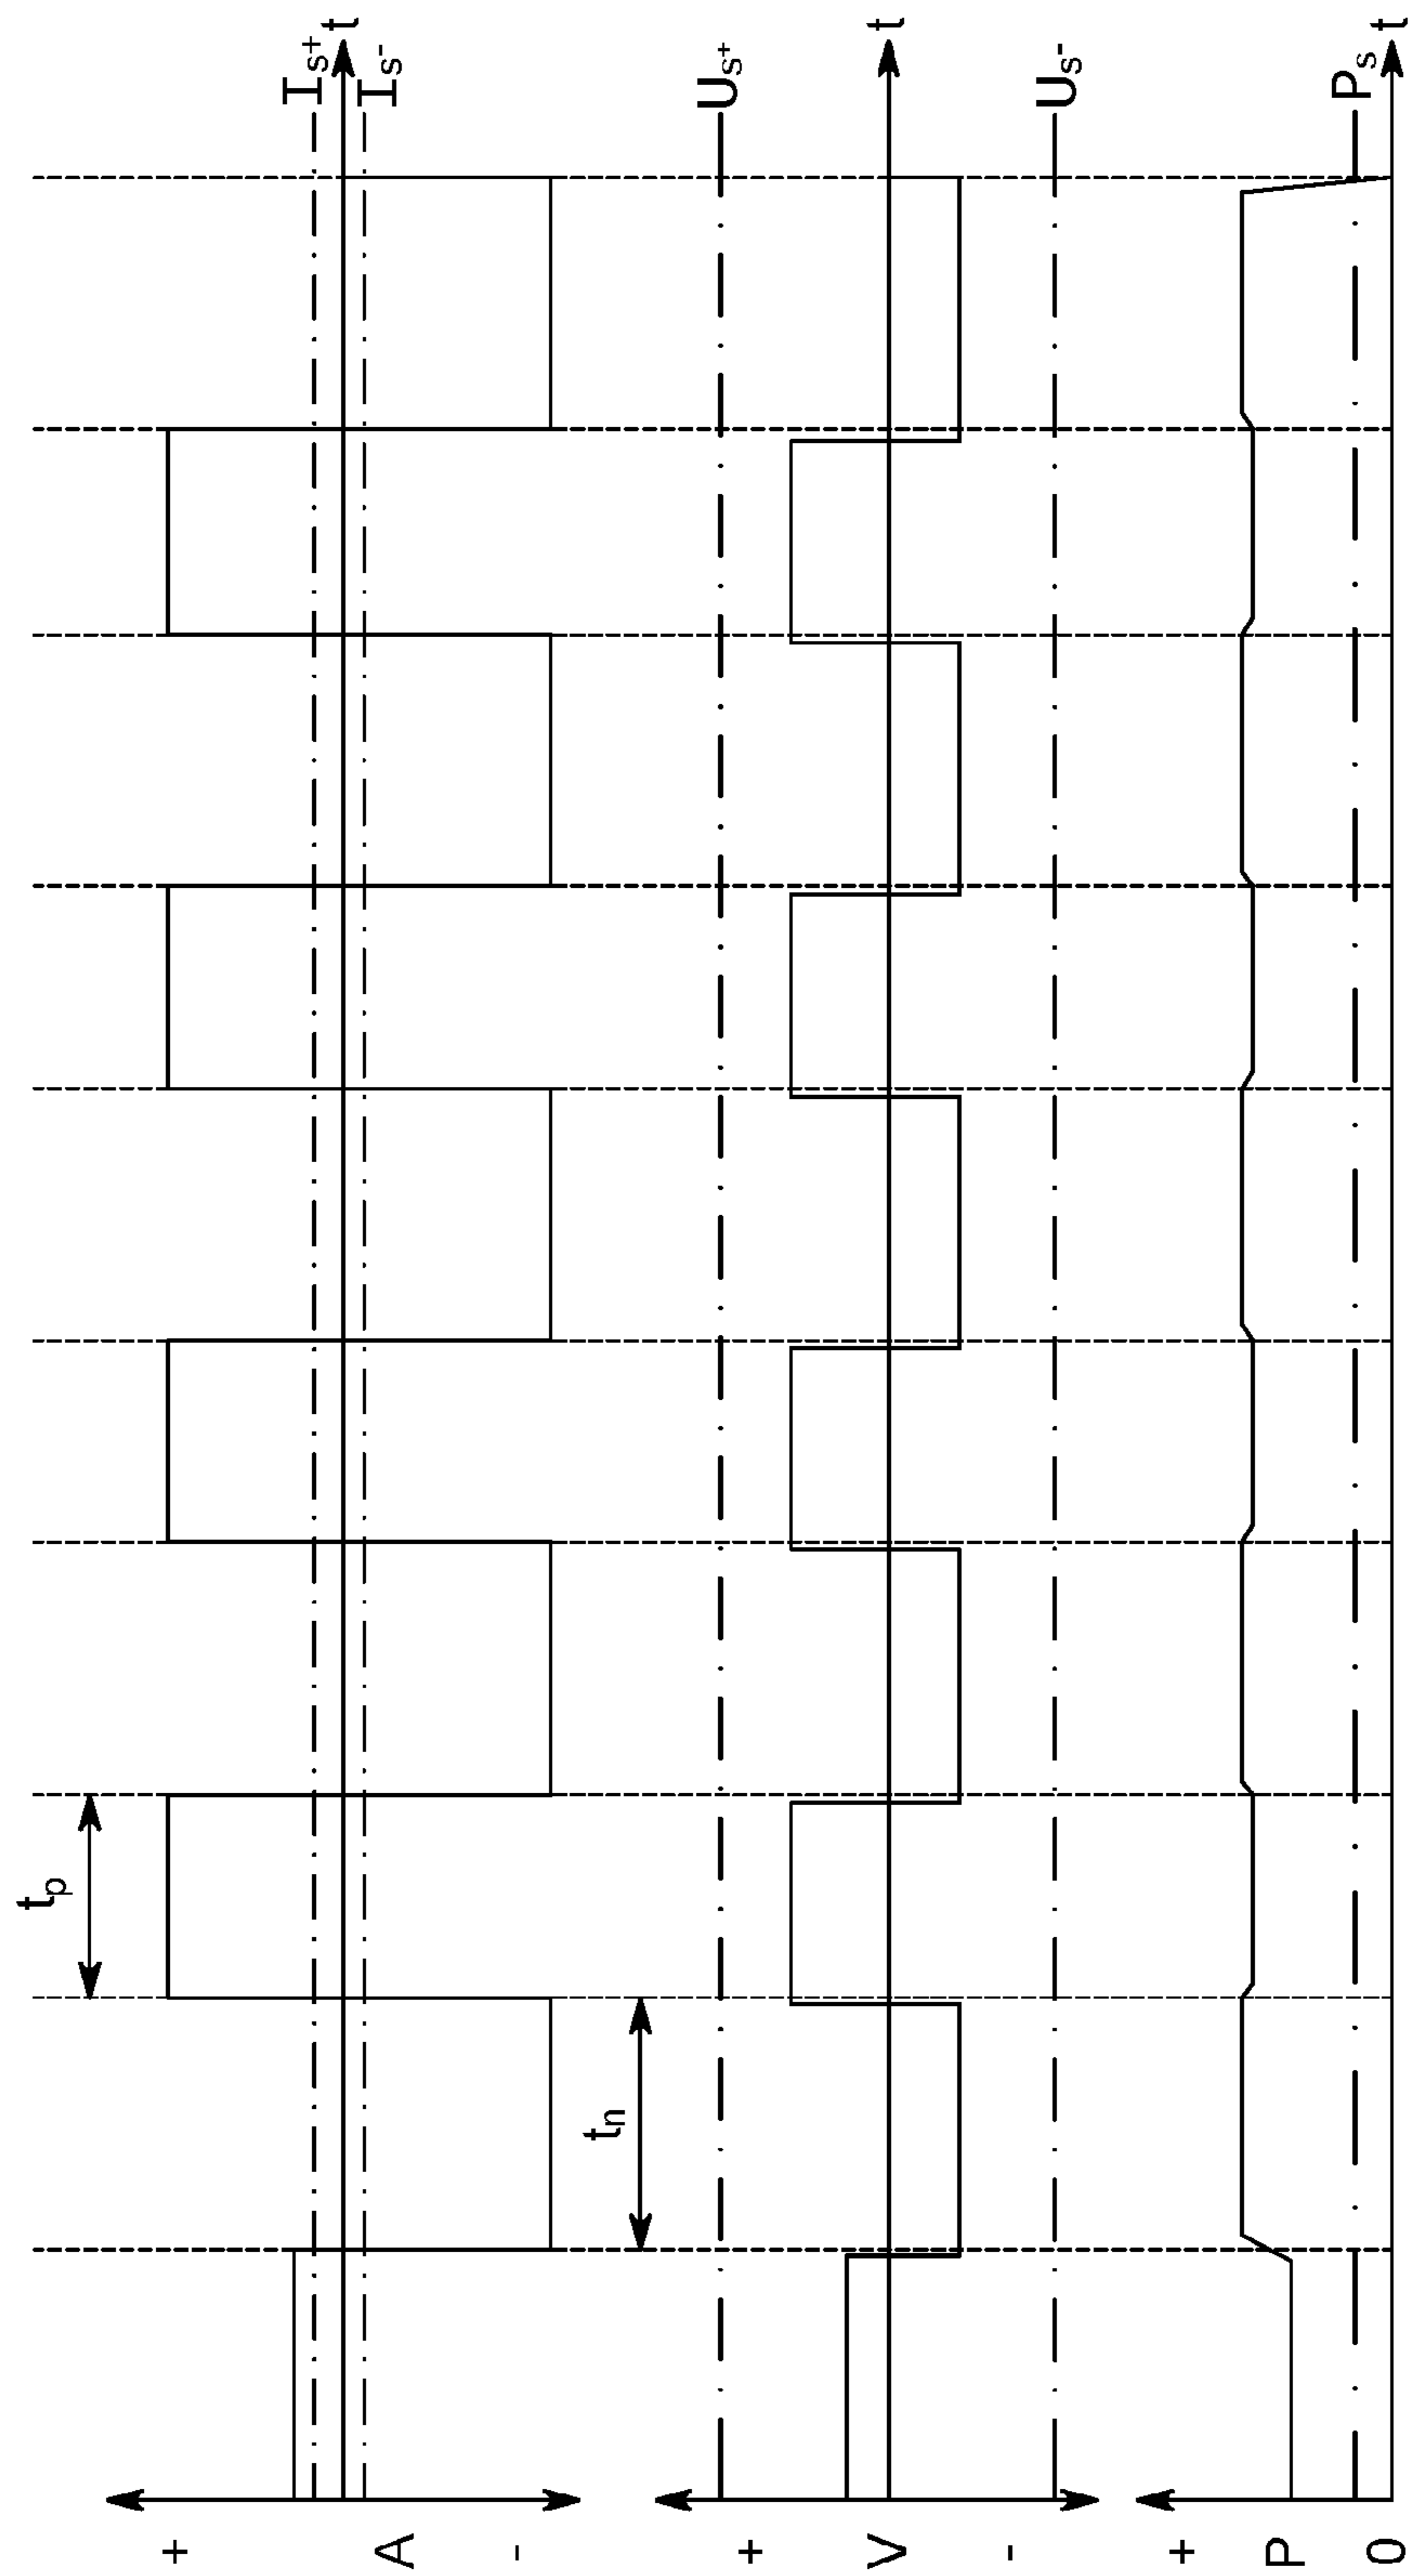 tp
+
A
-
Is+
t
Is-
tn
+
V
-
Us+
t
Us-
+
P
0
Ps
t